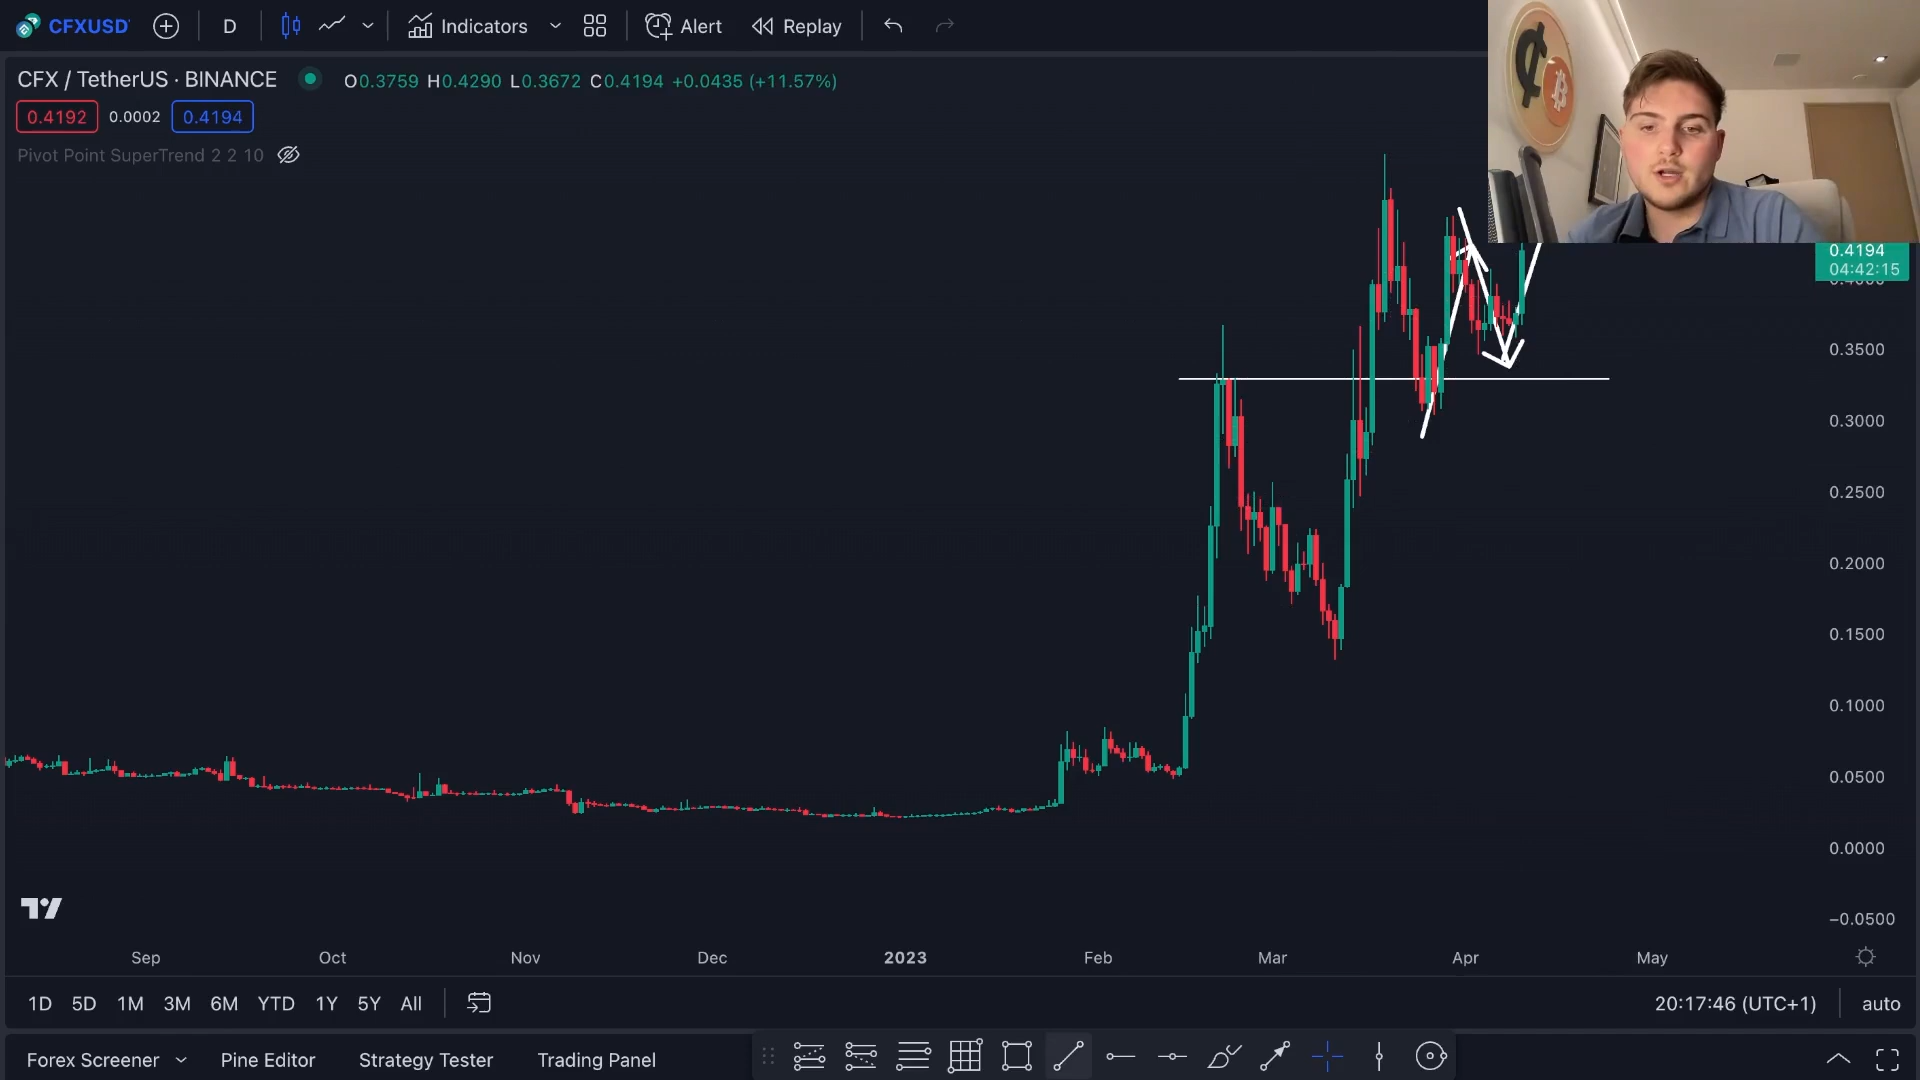 CFXUSD
D
Indicators
Alert
Replay
CFX / TetherUS · BINANCE
O0.3759 H0.4290 L0.3672 C0.4194 +0.0435 (+11.57%)
0.4192
0.0002
0.4194
Pivot Point SuperTrend 2 2 10
0.4194
04:42:15
0.3500
0.3000
0.2500
0.2000
0.1500
0.1000
0.0500
0.0000
−0.0500
Sep Oct Nov Dec 2023 Feb Mar Apr May
1D 5D 1M 3M 6M YTD 1Y 5Y All
20:17:46 (UTC+1)
auto
Forex Screener
Pine Editor
Strategy Tester
Trading Panel